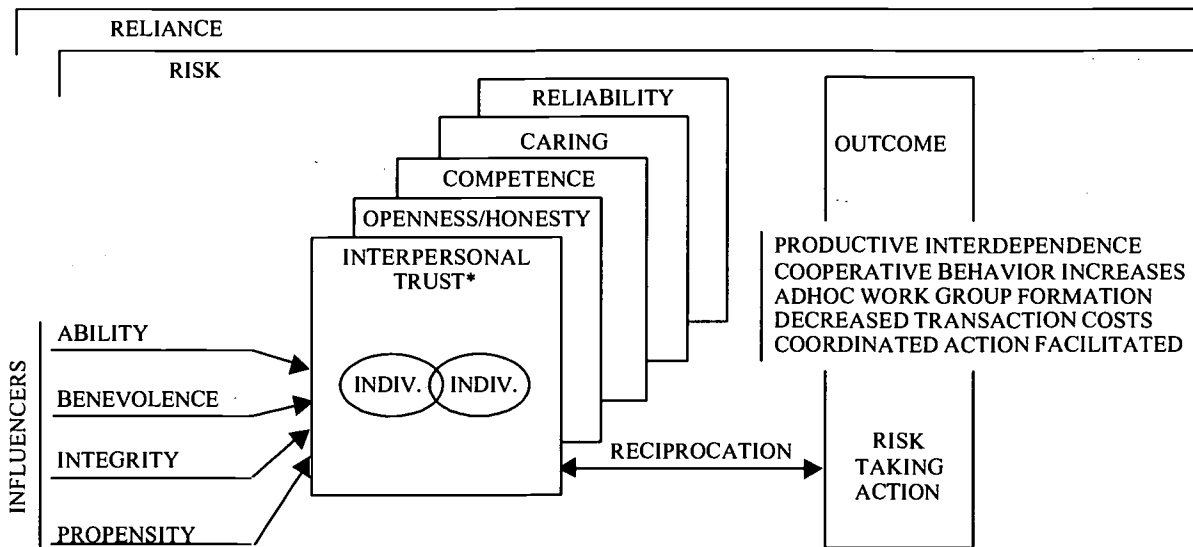 RELIANCE
RISK
RELIABILITY
CARING
COMPETENCE
OPENNESS/HONESTY
INTERPERSONAL
TRUST*
INDIV.
INDIV.
INFLUENCERS
ABILITY
BENEVOLENCE
INTEGRITY
PROPENSITY
RECIPROCATION
OUTCOME
PRODUCTIVE INTERDEPENDENCE
COOPERATIVE BEHAVIOR INCREASES
ADHOC WORK GROUP FORMATION
DECREASED TRANSACTION COSTS
COORDINATED ACTION FACILITATED
RISK
TAKING
ACTION